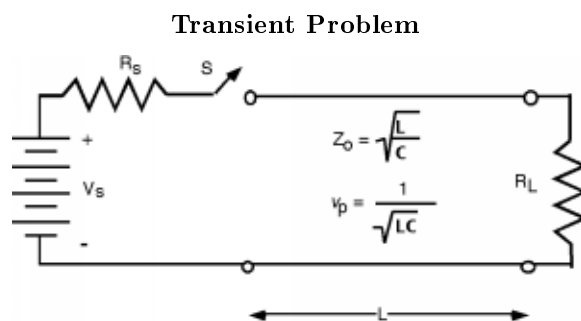 Transient Problem
Rs
S
+
Vs
-
Zo = √L/C
vp = 1/√LC
RL
L